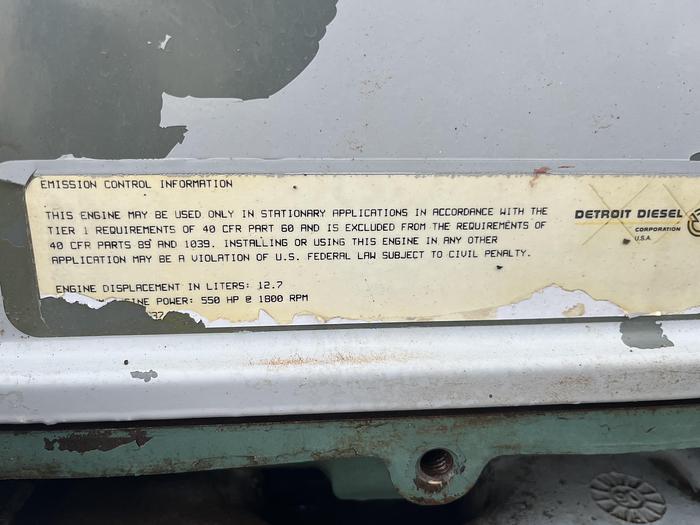 EMISSION CONTROL INFORMATION
THIS ENGINE MAY BE USED ONLY IN STATIONARY APPLICATIONS IN ACCORDANCE WITH THE
TIER 1 REQUIREMENTS OF 40 CFR PART 60 AND IS EXCLUDED FROM THE REQUIREMENTS OF
40 CFR PARTS 89 AND 1039. INSTALLING OR USING THIS ENGINE IN ANY OTHER
APPLICATION MAY BE A VIOLATION OF U.S. FEDERAL LAW SUBJECT TO CIVIL PENALTY.
DETROIT DIESEL
CORPORATION
U.S.A.
ENGINE DISPLACEMENT IN LITERS: 12.7
POWER: 550 HP @ 1800 RPM
37